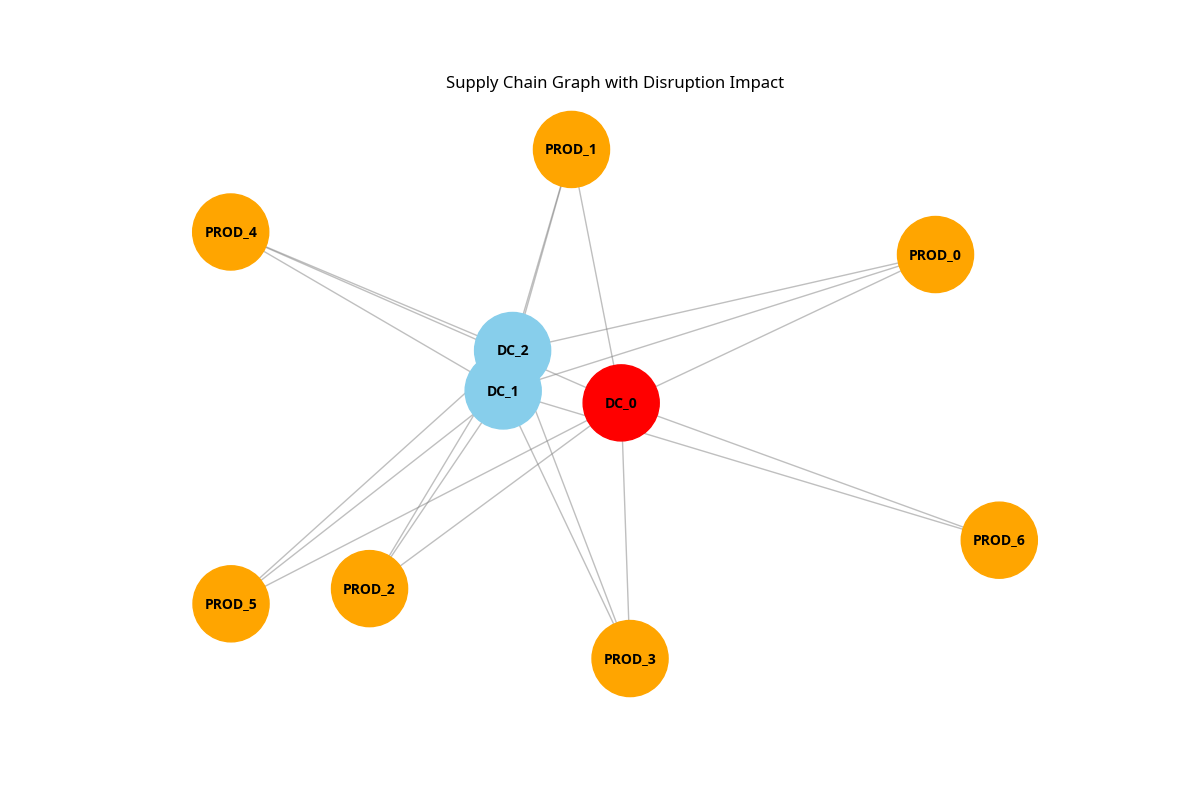 Supply Chain Graph with Disruption Impact
PROD_1
PROD_4
PROD_0
DC_2
DC_1
DC_0
PROD_6
PROD_2
PROD_5
PROD_3